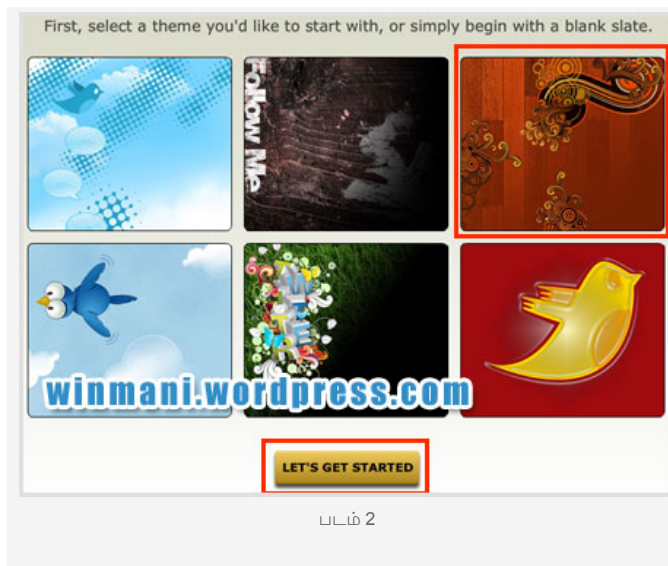 First, select a theme you'd like to start with, or simply begin with a blank slate.
Follow Me
TWITTER
winmani.wordpress.com
LET'S GET STARTED
படம் 2